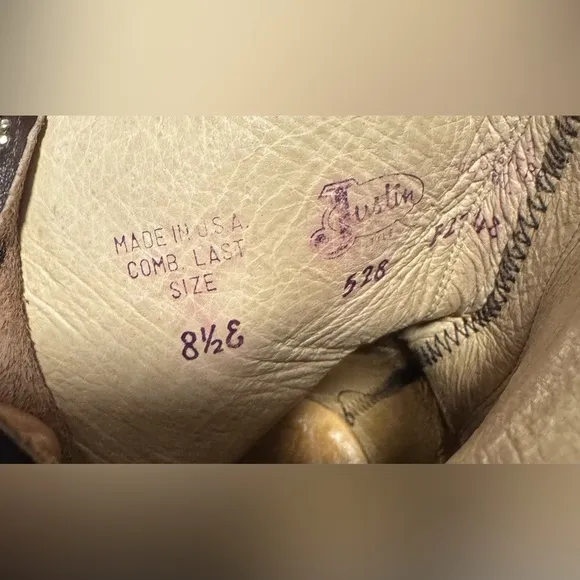 MADE IN U.S.A.
COMB. LAST
SIZE
8½E
Justin
528